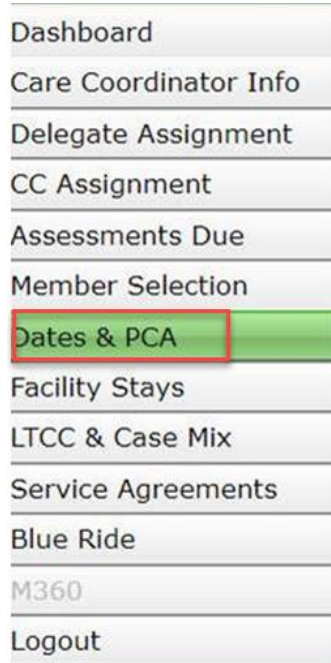 Dashboard
Care Coordinator Info
Delegate Assignment
CC Assignment
Assessments Due
Member Selection
Dates & PCA
Facility Stays
LTCC & Case Mix
Service Agreements
Blue Ride
M360
Logout